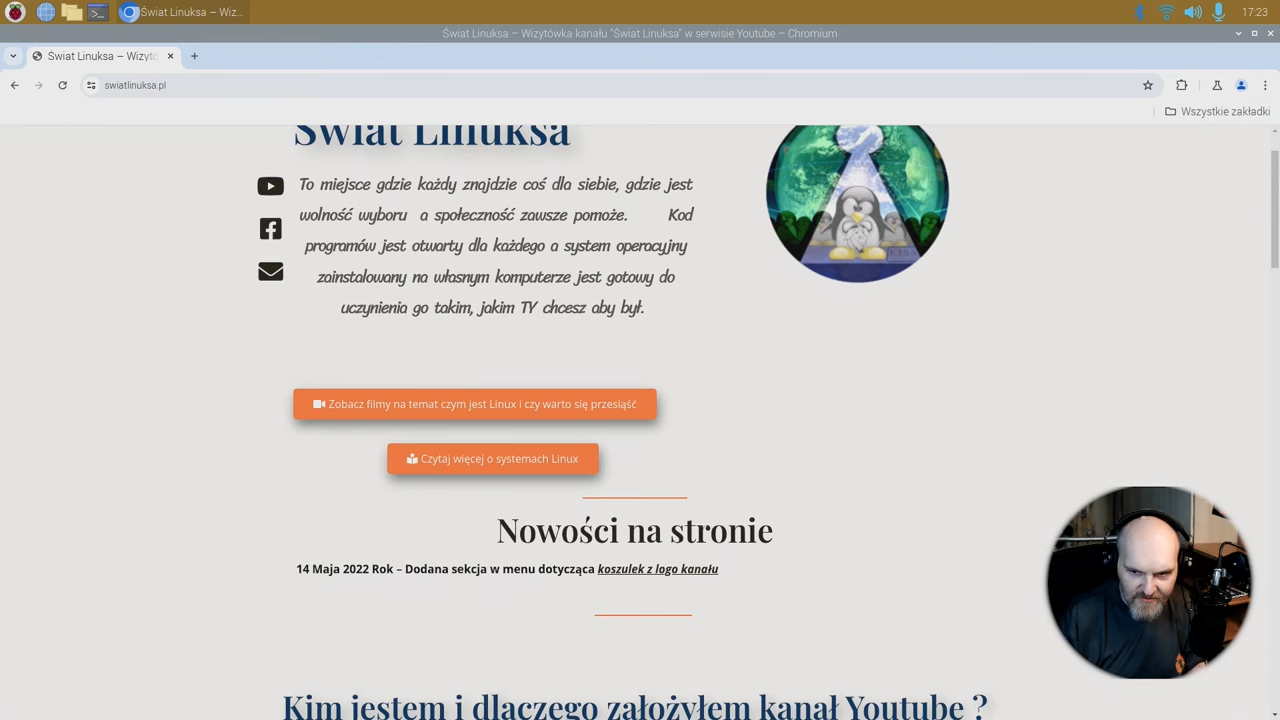 Świat Linuksa – Wiz...
17:23
Świat Linuksa – Wizytówka kanału "Świat Linuksa" w serwisie Youtube – Chromium
Świat Linuksa – Wizytó
swiatlinuksa.pl
Wszystkie zakładki
Świat Linuksa
To miejsce gdzie każdy znajdzie coś dla siebie, gdzie jest
wolność wyboru a społeczność zawsze pomoże. Kod
programów jest otwarty dla każdego a system operacyjny
zainstalowany na własnym komputerze jest gotowy do
uczynienia go takim, jakim TY chcesz aby był.
Zobacz filmy na temat czym jest Linux i czy warto się przesiąść
Czytaj więcej o systemach Linux
Nowości na stronie
14 Maja 2022 Rok – Dodana sekcja w menu dotycząca koszulek z logo kanału
Kim jestem i dlaczego założyłem kanał Youtube ?